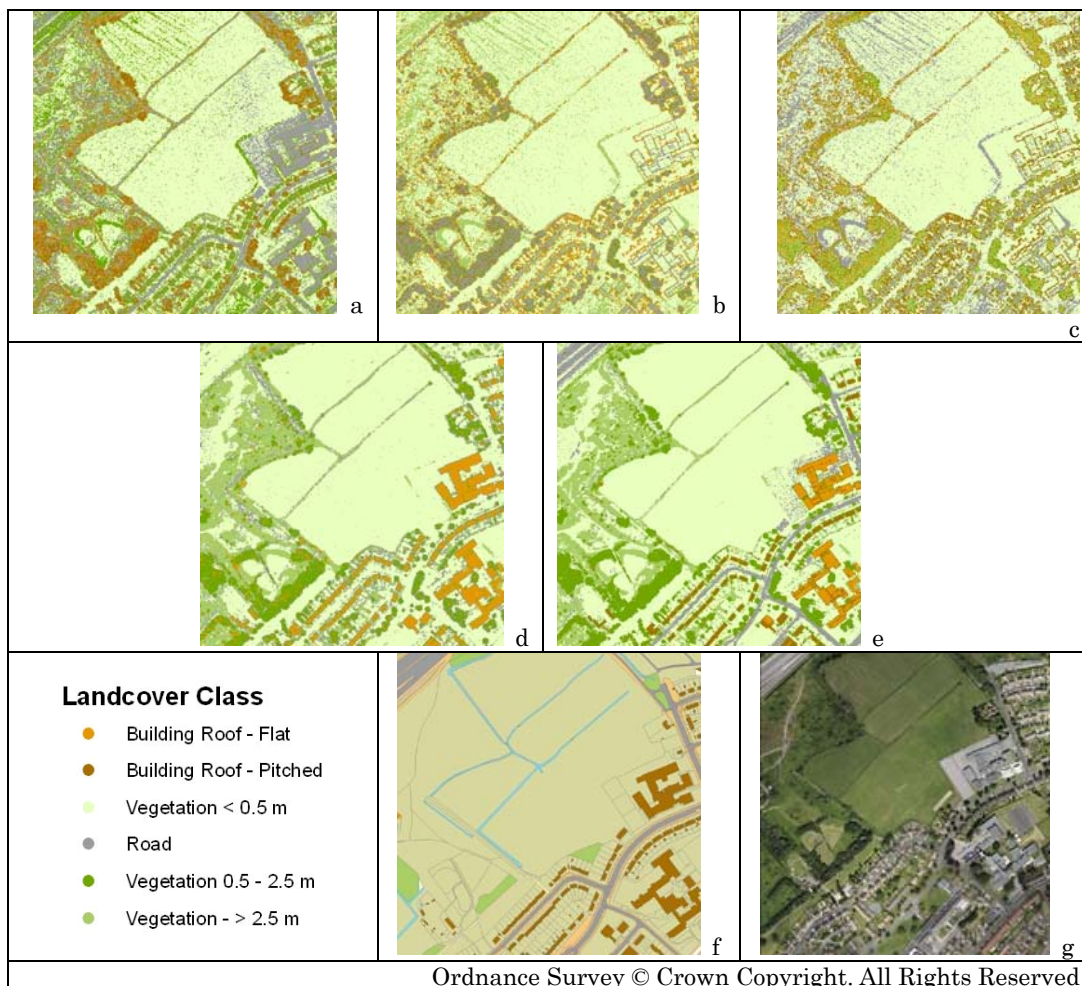 a
b
c
d
e
Landcover Class
Building Roof - Flat
Building Roof - Pitched
Vegetation < 0.5 m
Road
Vegetation 0.5 - 2.5 m
Vegetation - > 2.5 m
f
g
Ordnance Survey © Crown Copyright. All Rights Reserved